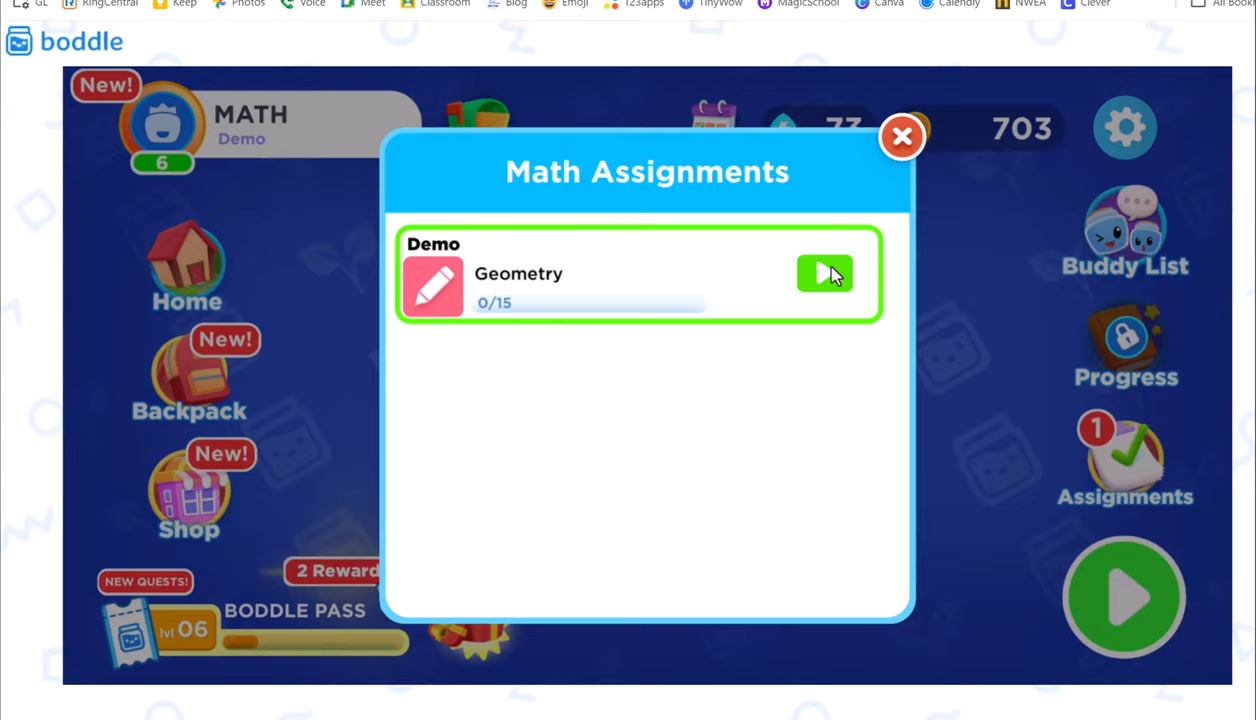 GL RingCentral Keep Photos Voice Meet Classroom Blog Emoji 123apps TinyWow MagicSchool Canva Calendly NWEA Clever All Book
boddle
New!
MATH
Demo
6
73
703
Math Assignments
Demo
Geometry
0/15
Home
New!
Backpack
New!
Shop
Buddy List
Progress
1
Assignments
2 Reward
NEW QUESTS!
BODDLE PASS
lvl 06